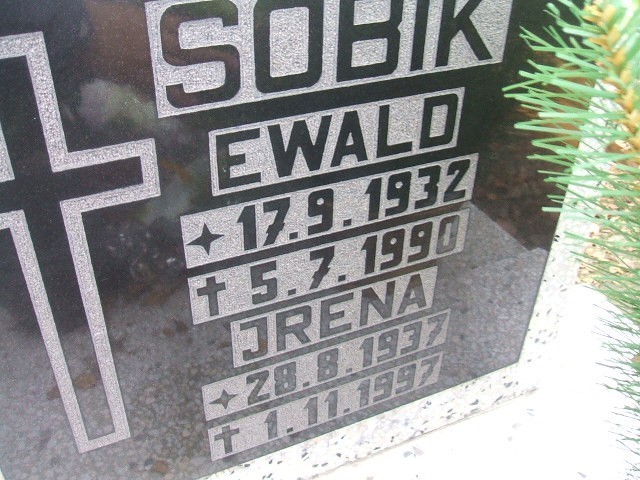 SOBIK
EWALD
✦ 17.9.1932
✝ 5.7.1990
JRENA
✦ 28.8.1937
✝ 1.11.1997